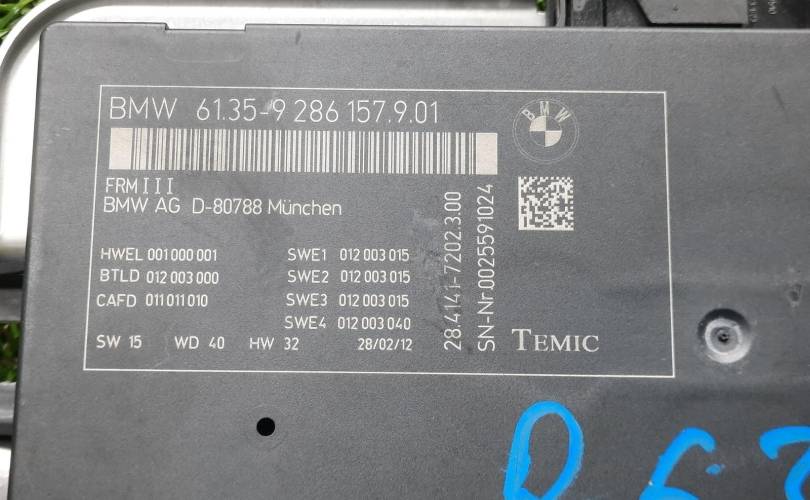 BMW 61.35-9 286 157.9.01
BMW
FRM III
BMW AG D-80788 München
HWEL 001 000 001
BTLD 012 003 000
CAFD 011 011 010
SWE1 012 003 015
SWE2 012 003 015
SWE3 012 003 015
SWE4 012 003 040
SW 15 WD 40 HW 32 28/02/12
28.4141-7202.3.00
SN-Nr.0025591024
TEMIC